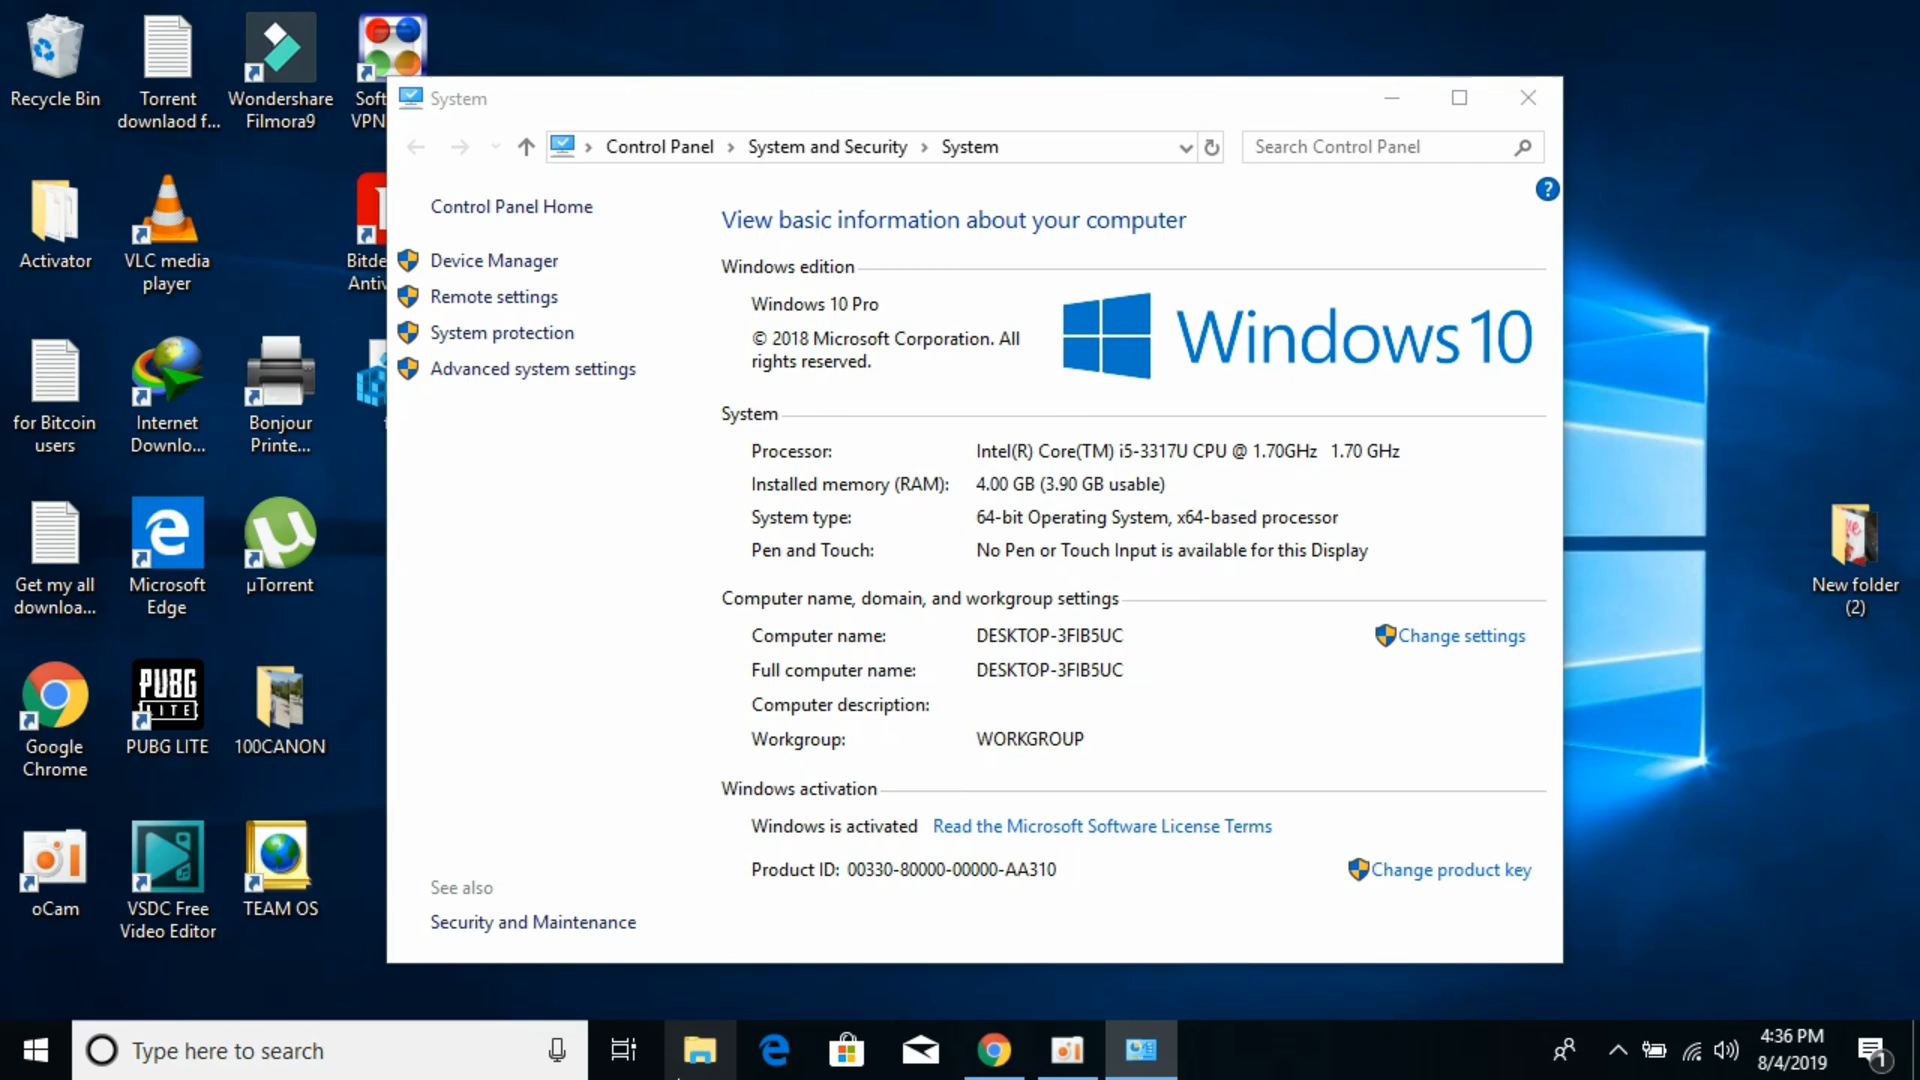 Recycle Bin
Torrent
downlaod f...
Wondershare
Filmora9
Soft
VPN
Activator
VLC media
player
Bitde
Antiv
for Bitcoin
users
Internet
Downlo...
Bonjour
Printe...
Get my all
downloa...
Microsoft
Edge
µTorrent
Google
Chrome
PUBG
LITE
PUBG LITE
100CANON
oCam
VSDC Free
Video Editor
TEAM OS
New folder
(2)
System
Control Panel > System and Security > System
Search Control Panel
Control Panel Home
Device Manager
Remote settings
System protection
Advanced system settings
See also
Security and Maintenance
View basic information about your computer
Windows edition
Windows 10 Pro
© 2018 Microsoft Corporation. All
rights reserved.
Windows 10
System
Processor: Intel(R) Core(TM) i5-3317U CPU @ 1.70GHz 1.70 GHz
Installed memory (RAM): 4.00 GB (3.90 GB usable)
System type: 64-bit Operating System, x64-based processor
Pen and Touch: No Pen or Touch Input is available for this Display
Computer name, domain, and workgroup settings
Computer name: DESKTOP-3FIB5UC Change settings
Full computer name: DESKTOP-3FIB5UC
Computer description:
Workgroup: WORKGROUP
Windows activation
Windows is activated Read the Microsoft Software License Terms
Product ID: 00330-80000-00000-AA310 Change product key
Type here to search
4:36 PM
8/4/2019
1